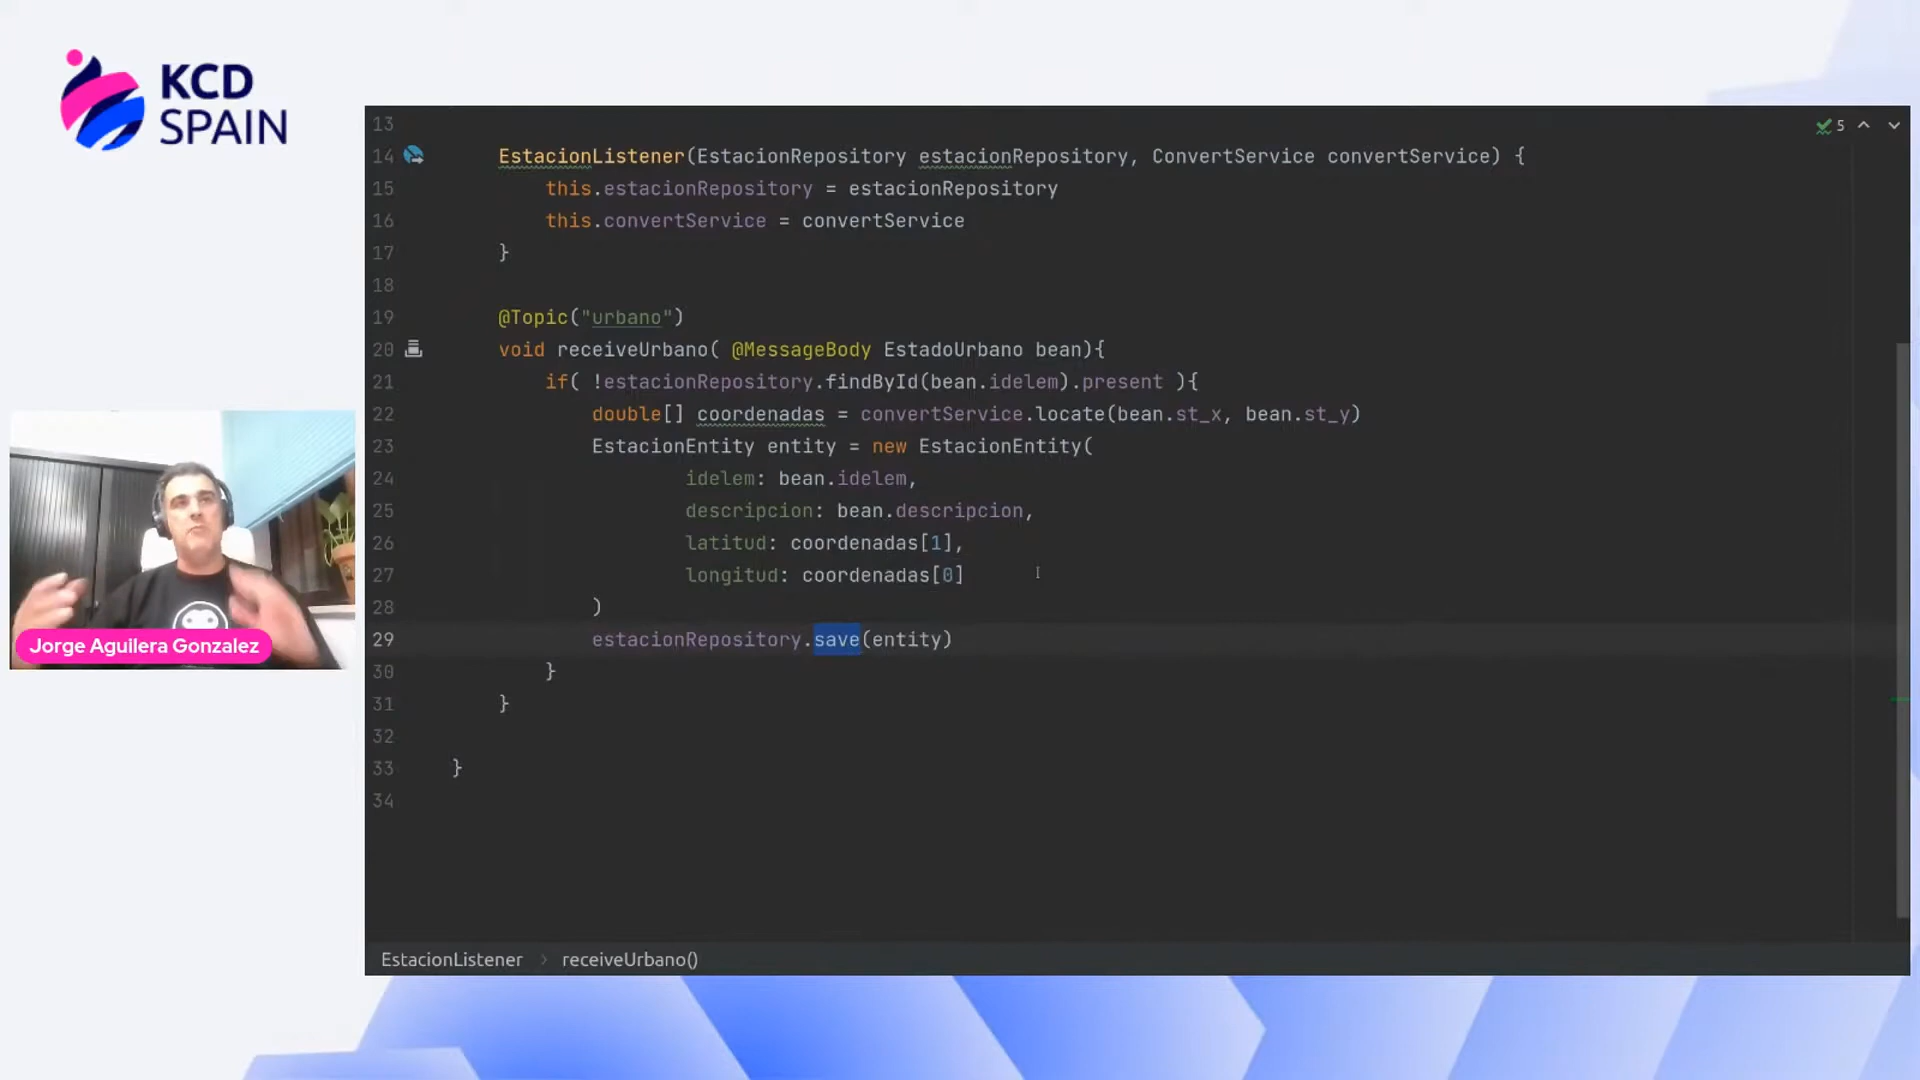 KCD
SPAIN
13
5
14 EstacionListener(EstacionRepository estacionRepository, ConvertService convertService) {
15 this.estacionRepository = estacionRepository
16 this.convertService = convertService
17 }
18
19 @Topic("urbano")
20 void receiveUrbano( @MessageBody EstadoUrbano bean){
21 if( !estacionRepository.findById(bean.idelem).present ){
22 double[] coordenadas = convertService.locate(bean.st_x, bean.st_y)
23 EstacionEntity entity = new EstacionEntity(
24 idelem: bean.idelem,
25 descripcion: bean.descripcion,
26 latitud: coordenadas[1],
27 longitud: coordenadas[0]
28 )
29 estacionRepository.save(entity)
30 }
31 }
32
33 }
34
EstacionListener > receiveUrbano()
Jorge Aguilera Gonzalez